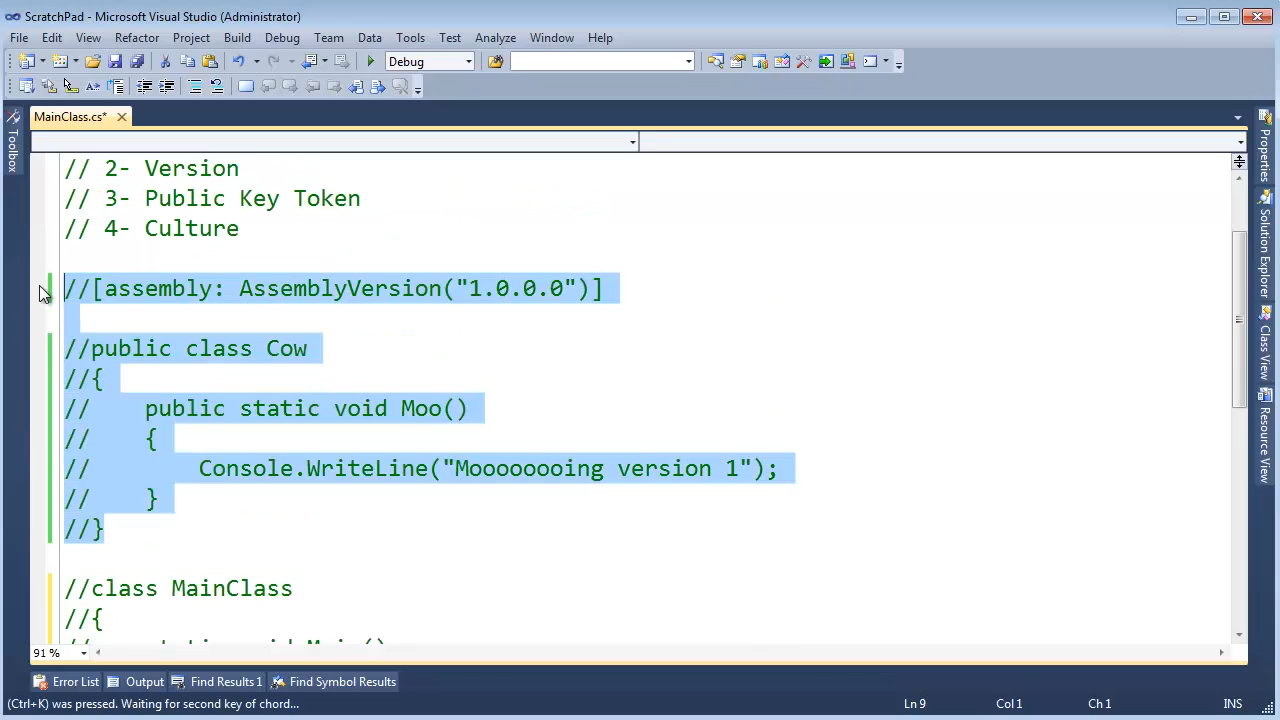 ScratchPad - Microsoft Visual Studio (Administrator)
File Edit View Refactor Project Build Debug Team Data Tools Test Analyze Window Help
Debug
MainClass.cs*
Toolbox
Properties
Solution Explorer
Class View
Resource View
// 2- Version
// 3- Public Key Token
// 4- Culture
//[assembly: AssemblyVersion("1.0.0.0")]
//public class Cow
//{
//    public static void Moo()
//    {
//        Console.WriteLine("Moooooooing version 1");
//    }
//}
//class MainClass
//{
91 %
Error List Output Find Results 1 Find Symbol Results
(Ctrl+K) was pressed. Waiting for second key of chord... Ln 9 Col 1 Ch 1 INS